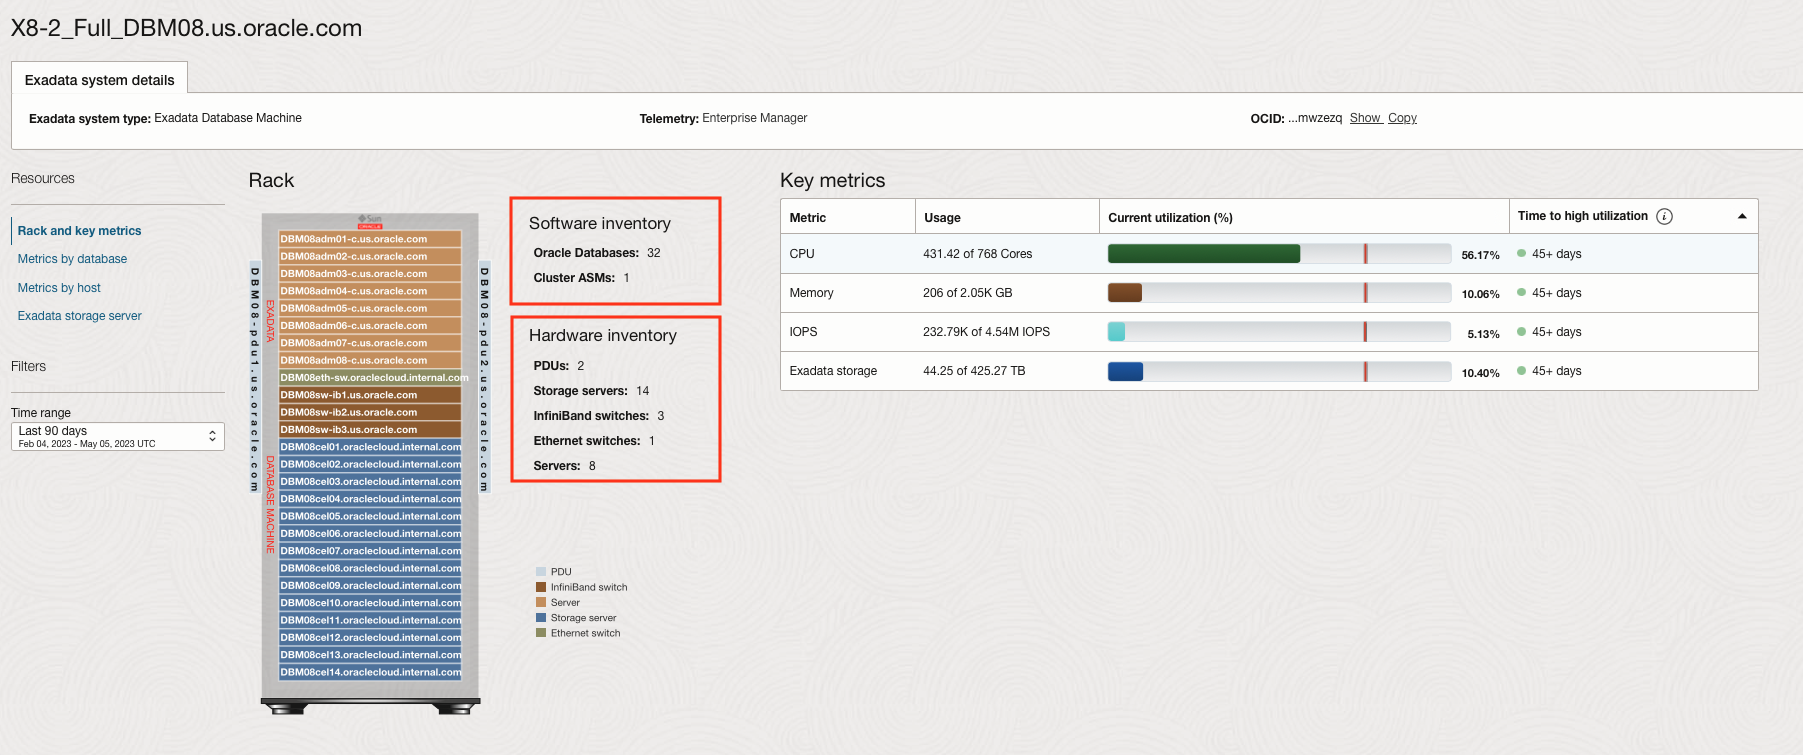 X8-2_Full_DBM08.us.oracle.com
Exadata system details
Exadata system type: Exadata Database Machine
Telemetry: Enterprise Manager
OCID: ...mwzezq Show Copy
Resources
Rack and key metrics
Metrics by database
Metrics by host
Exadata storage server
Filters
Time range
Last 90 days
Feb 04, 2023 - May 05, 2023 UTC
Rack
Sun
ORACLE
DBM08-pdu1.us.oracle.com
EXADATA
DATABASE MACHINE
DBM08adm01-c.us.oracle.com
DBM08adm02-c.us.oracle.com
DBM08adm03-c.us.oracle.com
DBM08adm04-c.us.oracle.com
DBM08adm05-c.us.oracle.com
DBM08adm06-c.us.oracle.com
DBM08adm07-c.us.oracle.com
DBM08adm08-c.us.oracle.com
DBM08eth-sw.oraclecloud.internal.com
DBM08sw-ib1.us.oracle.com
DBM08sw-ib2.us.oracle.com
DBM08sw-ib3.us.oracle.com
DBM08cel01.oraclecloud.internal.com
DBM08cel02.oraclecloud.internal.com
DBM08cel03.oraclecloud.internal.com
DBM08cel04.oraclecloud.internal.com
DBM08cel05.oraclecloud.internal.com
DBM08cel06.oraclecloud.internal.com
DBM08cel07.oraclecloud.internal.com
DBM08cel08.oraclecloud.internal.com
DBM08cel09.oraclecloud.internal.com
DBM08cel10.oraclecloud.internal.com
DBM08cel11.oraclecloud.internal.com
DBM08cel12.oraclecloud.internal.com
DBM08cel13.oraclecloud.internal.com
DBM08cel14.oraclecloud.internal.com
DBM08-pdu2.us.oracle.com
Software inventory
Oracle Databases: 32
Cluster ASMs: 1
Hardware inventory
PDUs: 2
Storage servers: 14
InfiniBand switches: 3
Ethernet switches: 1
Servers: 8
PDU
InfiniBand switch
Server
Storage server
Ethernet switch
Key metrics
Metric Usage Current utilization (%) Time to high utilization i
CPU 431.42 of 768 Cores 56.17% 45+ days
Memory 206 of 2.05K GB 10.06% 45+ days
IOPS 232.79K of 4.54M IOPS 5.13% 45+ days
Exadata storage 44.25 of 425.27 TB 10.40% 45+ days